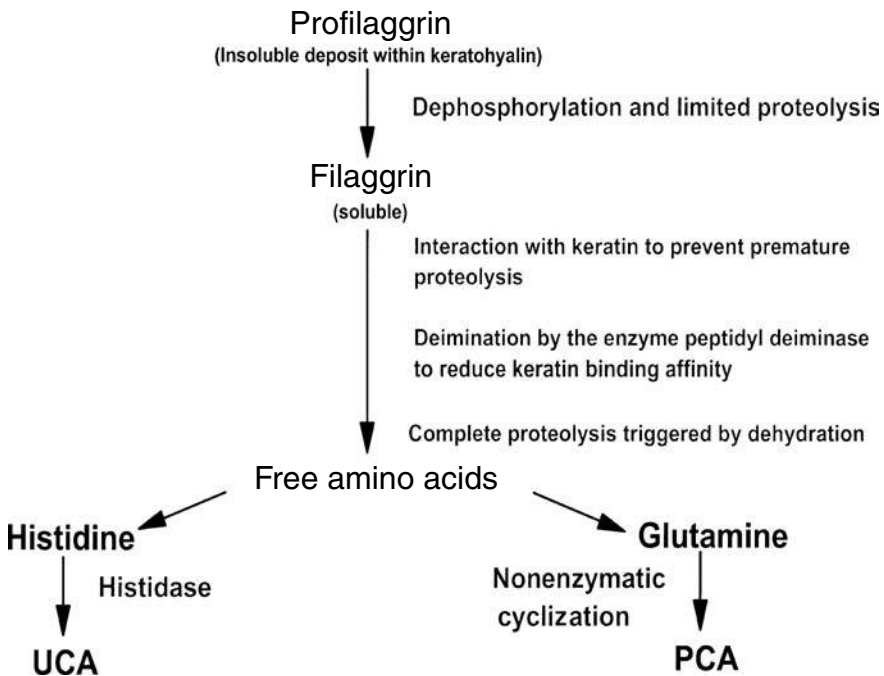 Profilaggrin
(Insoluble deposit within keratohyalin)
Dephosphorylation and limited proteolysis
Filaggrin
(soluble)
Interaction with keratin to prevent premature
proteolysis
Deimination by the enzyme peptidyl deiminase
to reduce keratin binding affinity
Complete proteolysis triggered by dehydration
Free amino acids
Histidine
Glutamine
Histidase
Nonenzymatic
cyclization
UCA
PCA